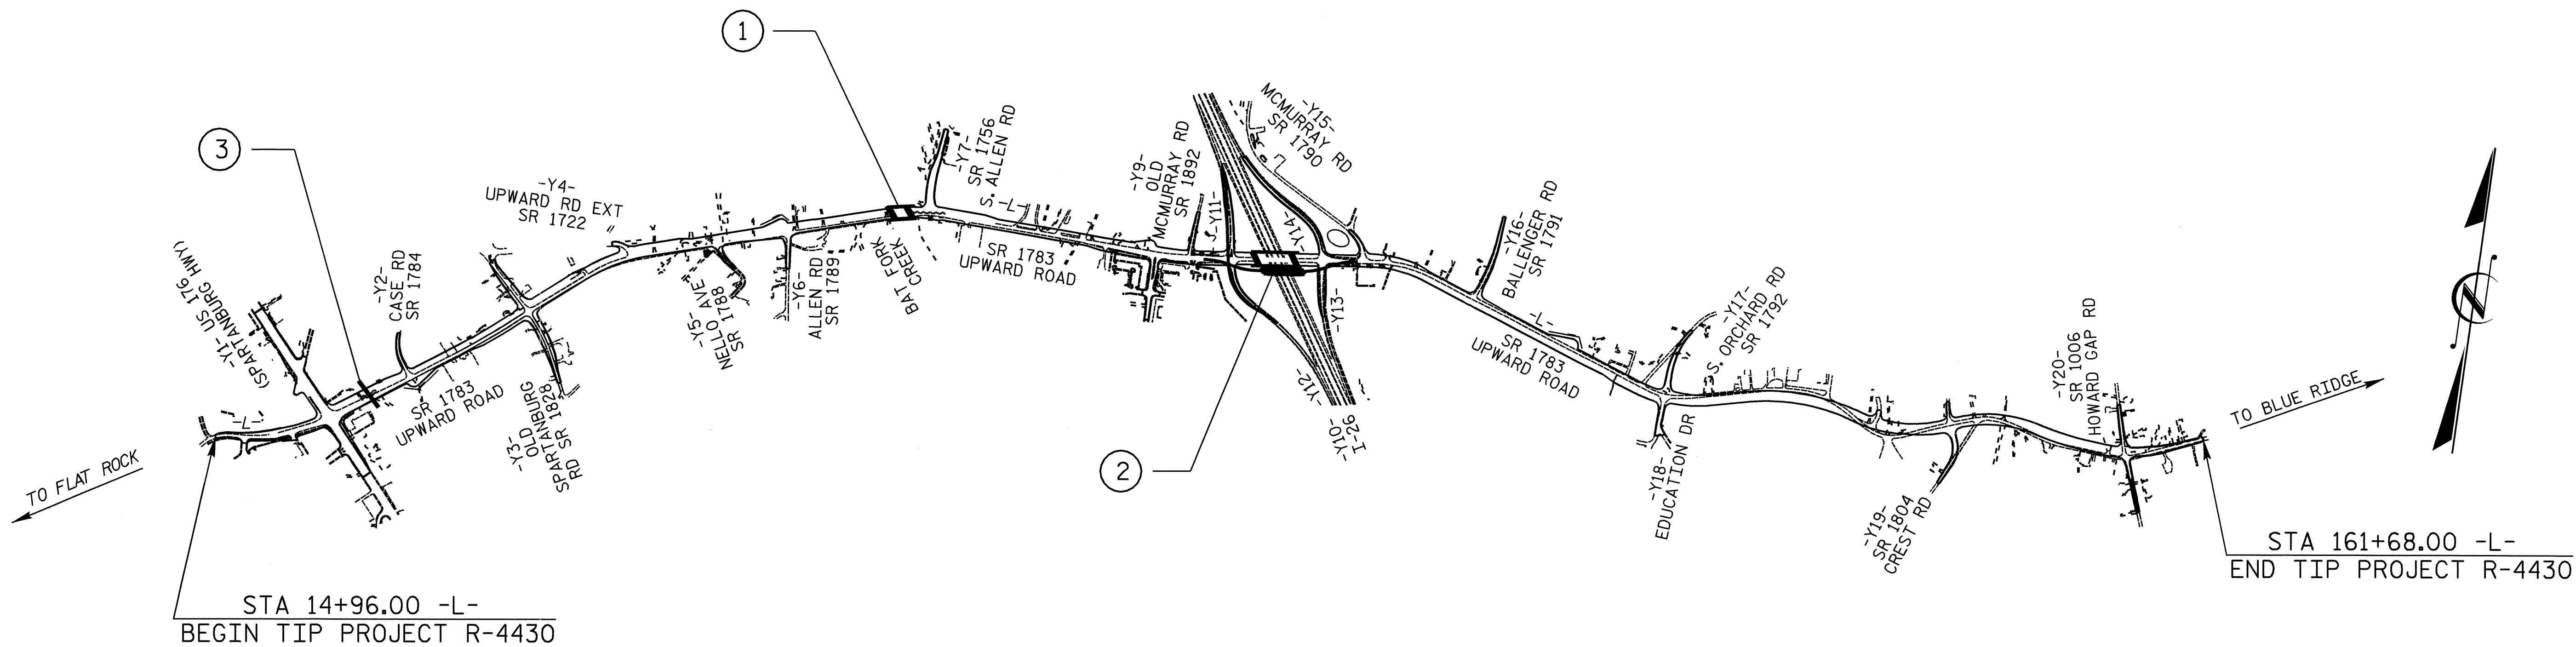 1
3
2
-Y1- US 176 HWY
(SPARTANBURG HWY)
-Y2-
CASE RD
SR 1784
-Y4-
UPWARD RD EXT
SR 1722
-Y7-
SR 1756
S. ALLEN RD
-L-
-Y9-
OLD
MCMURRAY RD
SR 1892
-Y11-
-Y14-
-Y15-
MCMURRAY RD
SR 1790
-Y16-
BALLENGER RD
SR 1791
-Y17-
S. ORCHARD RD
SR 1792
-Y20-
SR 1006
HOWARD GAP RD
TO BLUE RIDGE
N
TO FLAT ROCK
-L-
SR 1783
UPWARD ROAD
-Y3-
OLD
SPARTANBURG
RD SR 1828
-Y5-
NELLO AVE
SR 1788
-Y6-
ALLEN RD
SR 1789
BAT FORK
CREEK
SR 1783
UPWARD ROAD
-Y13-
-Y12-
-Y10-
I-26
-L-
SR 1783
UPWARD ROAD
-Y18-
EDUCATION DR
-Y19-
SR 1804
CREST RD
STA 14+96.00 -L-
BEGIN TIP PROJECT R-4430
STA 161+68.00 -L-
END TIP PROJECT R-4430